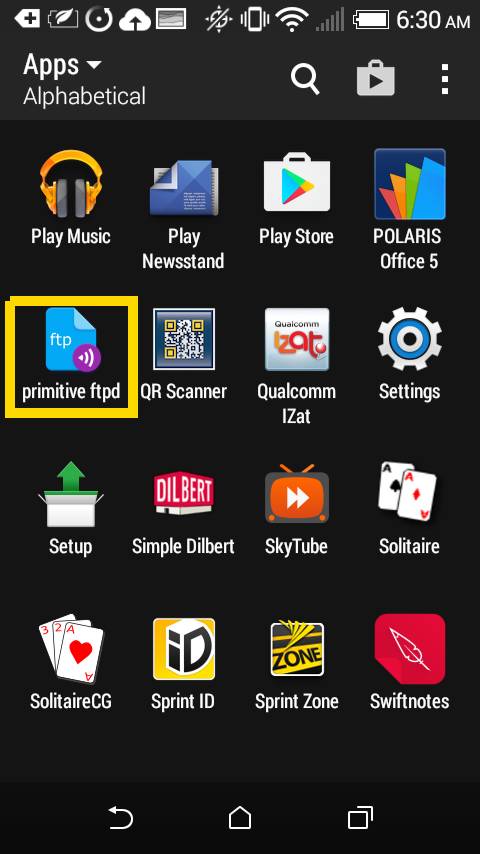 6:30 AM
Apps
Alphabetical
Play Music
Play
Newsstand
Play Store
POLARIS
Office 5
ftp
primitive ftpd
QR Scanner
Qualcomm
IZat
Qualcomm
IZat
Settings
Setup
DILBERT
Simple Dilbert
SkyTube
A
A
A
Solitaire
3 2 A
A
SolitaireCG
iD
Sprint ID
ZONE
Sprint Zone
Swiftnotes